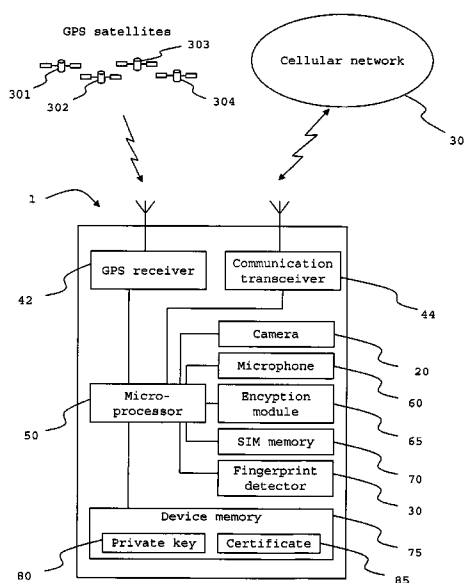 GPS satellites
303
301
302
304
Cellular network
30
1
GPS receiver
Communication
transceiver
42
44
Camera
20
Microphone
60
Micro-
processor
Encyption
module
50
65
SIM memory
70
Fingerprint
detector
30
Device memory
75
Private key
Certificate
80
85